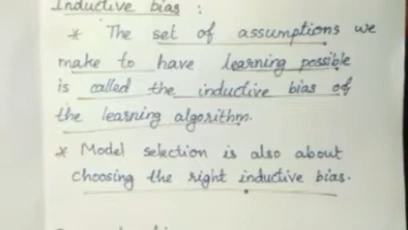 Inductive bias :
* The set of assumptions we
make to have learning possible
is called the inductive bias of
the learning algorithm.
* Model selection is also about
choosing the right inductive bias.